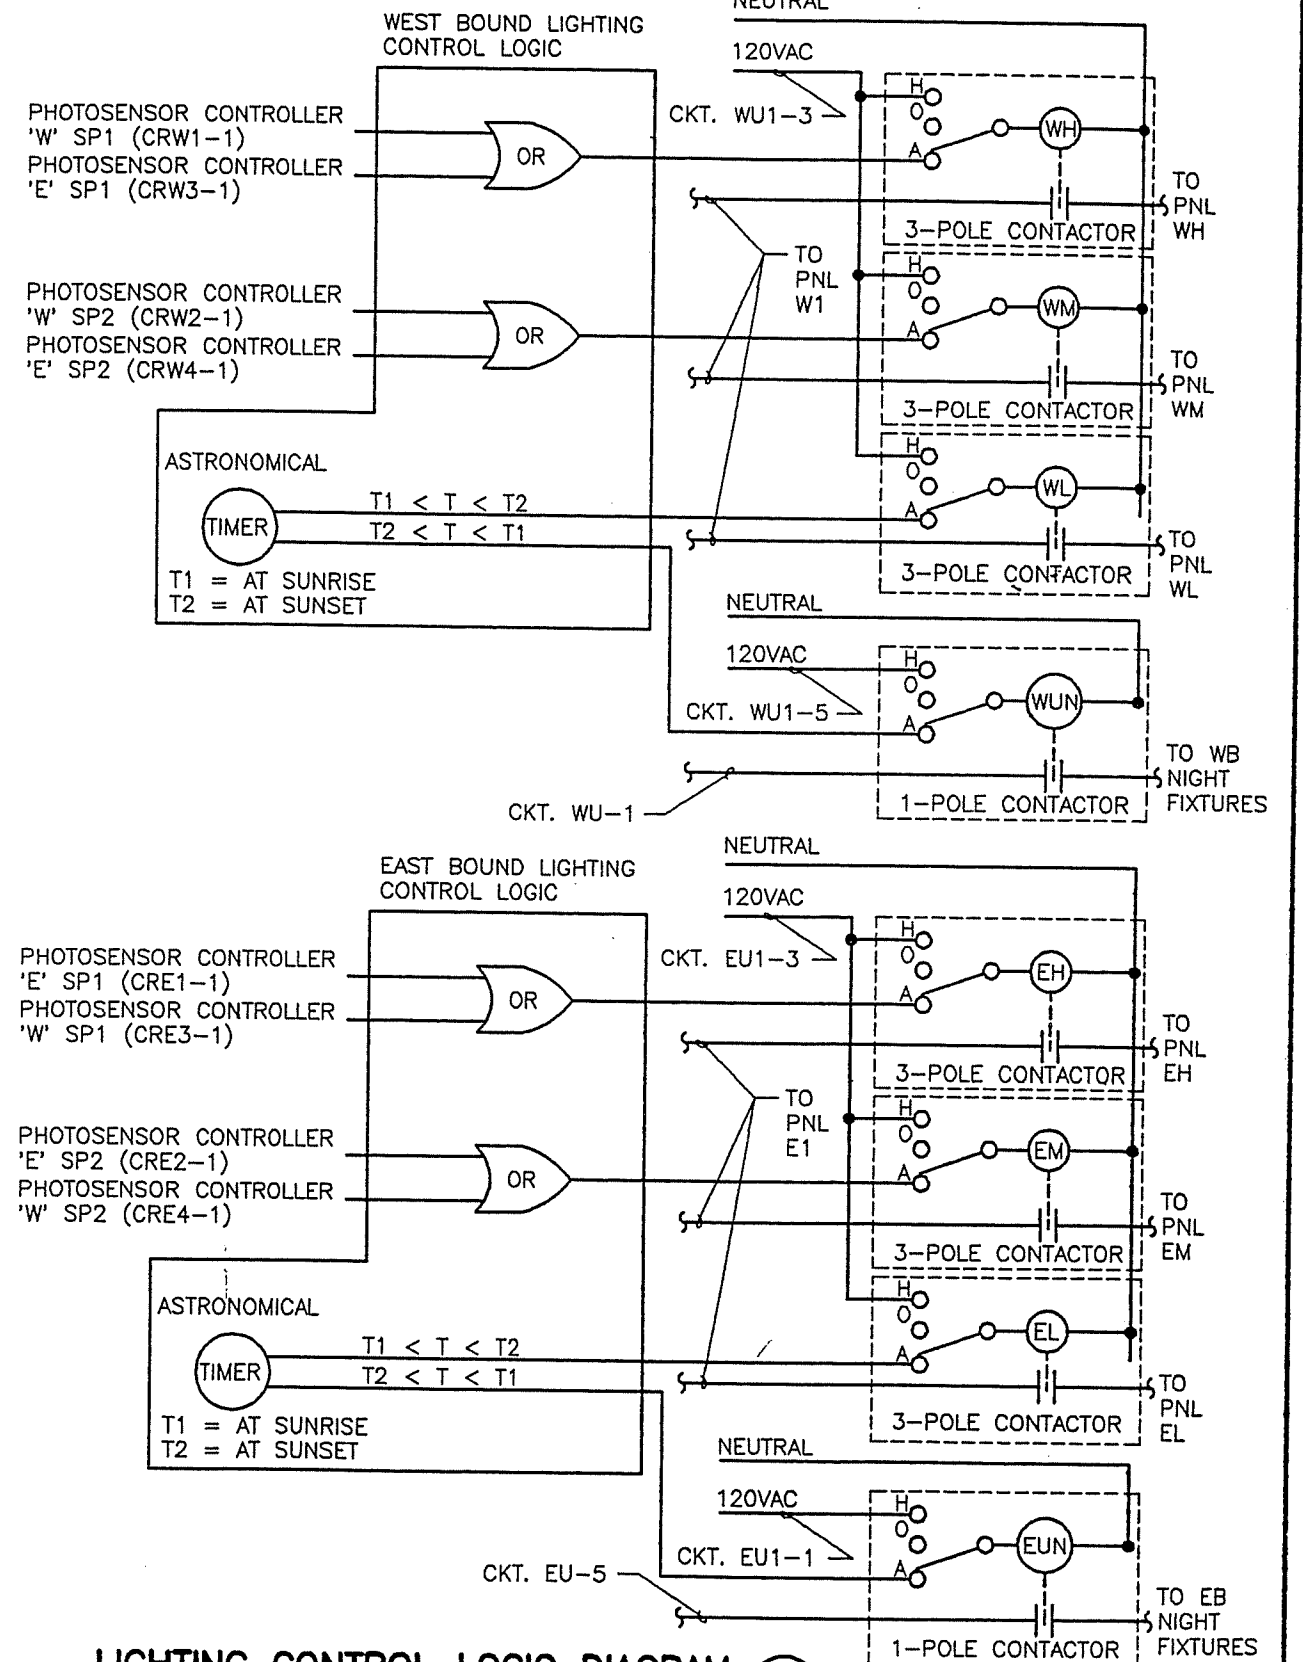 NEUTRAL
WEST BOUND LIGHTING
CONTROL LOGIC
120VAC
CKT. WU1-3
PHOTOSENSOR CONTROLLER
'W' SP1 (CRW1-1)
PHOTOSENSOR CONTROLLER
'E' SP1 (CRW3-1)
OR
H
O
A
WH
3-POLE CONTACTOR
TO
PNL
WH
TO
PNL
W1
PHOTOSENSOR CONTROLLER
'W' SP2 (CRW2-1)
PHOTOSENSOR CONTROLLER
'E' SP2 (CRW4-1)
OR
H
O
A
WM
3-POLE CONTACTOR
TO
PNL
WM
ASTRONOMICAL
TIMER
T1 < T < T2
T2 < T < T1
T1 = AT SUNRISE
T2 = AT SUNSET
H
O
A
WL
3-POLE CONTACTOR
TO
PNL
WL
NEUTRAL
120VAC
CKT. WU1-5
H
O
A
WUN
1-POLE CONTACTOR
TO WB
NIGHT
FIXTURES
CKT. WU-1
NEUTRAL
EAST BOUND LIGHTING
CONTROL LOGIC
120VAC
CKT. EU1-3
PHOTOSENSOR CONTROLLER
'E' SP1 (CRE1-1)
PHOTOSENSOR CONTROLLER
'W' SP1 (CRE3-1)
OR
H
O
A
EH
3-POLE CONTACTOR
TO
PNL
EH
TO
PNL
E1
PHOTOSENSOR CONTROLLER
'E' SP2 (CRE2-1)
PHOTOSENSOR CONTROLLER
'W' SP2 (CRE4-1)
OR
H
O
A
EM
3-POLE CONTACTOR
TO
PNL
EM
ASTRONOMICAL
TIMER
T1 < T < T2
T2 < T < T1
T1 = AT SUNRISE
T2 = AT SUNSET
H
O
A
EL
3-POLE CONTACTOR
TO
PNL
EL
NEUTRAL
120VAC
CKT. EU1-1
H
O
A
EUN
1-POLE CONTACTOR
TO EB
NIGHT
FIXTURES
CKT. EU-5
LIGHTING CONTROL LOGIC DIAGRAM